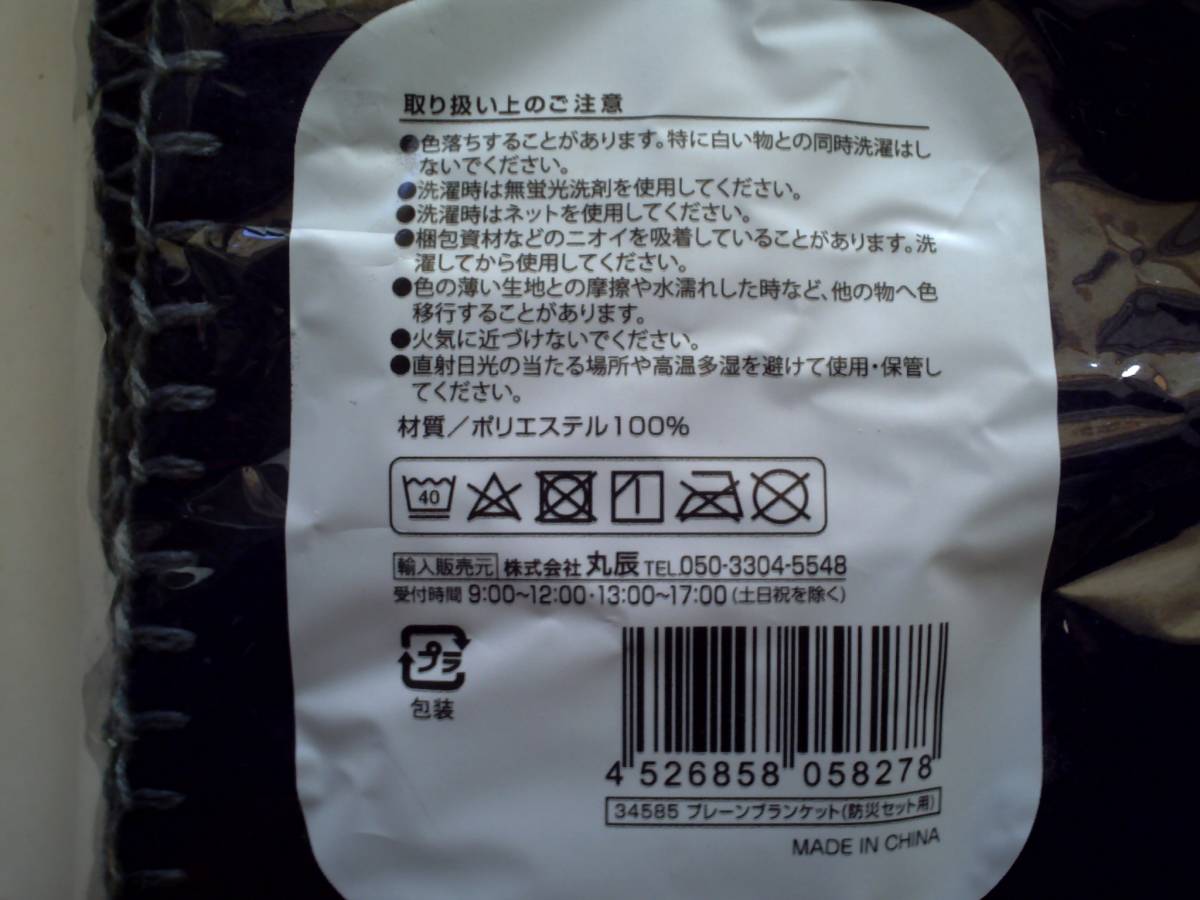 取り扱い上のご注意
●色落ちすることがあります。特に白い物との同時洗濯はし
ないでください。
●洗濯時は無蛍光洗剤を使用してください。
●洗濯時はネットを使用してください。
●梱包資材などのニオイを吸着していることがあります。洗
濯してから使用してください。
●色の薄い生地との摩擦や水濡れした時など、他の物へ色
移行することがあります。
●火気に近づけないでください。
●直射日光の当たる場所や高温多湿を避けて使用・保管し
てください。
材質／ポリエステル100%
40
輸入販売元 株式会社 丸辰 TEL.050-3304-5548
受付時間 9:00~12:00・13:00~17:00（土日祝を除く）
プラ
包装
4 526858 058278
34585 プレーンブランケット(防災セット用)
MADE IN CHINA